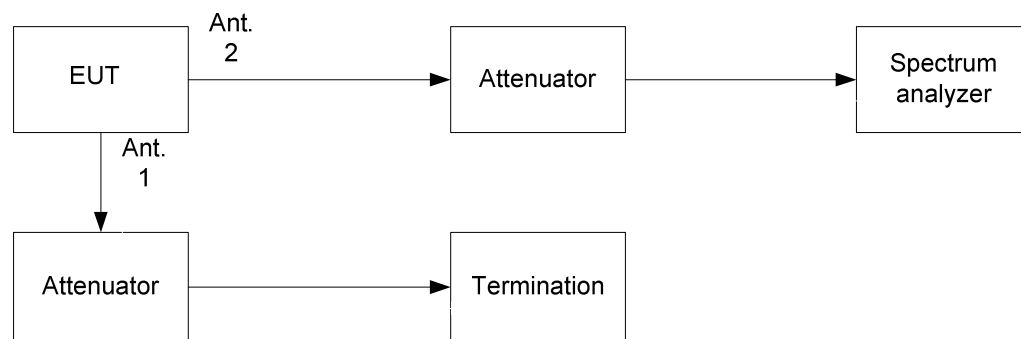 Ant.
2
EUT
Attenuator
Spectrum
analyzer
Ant.
1
Attenuator
Termination